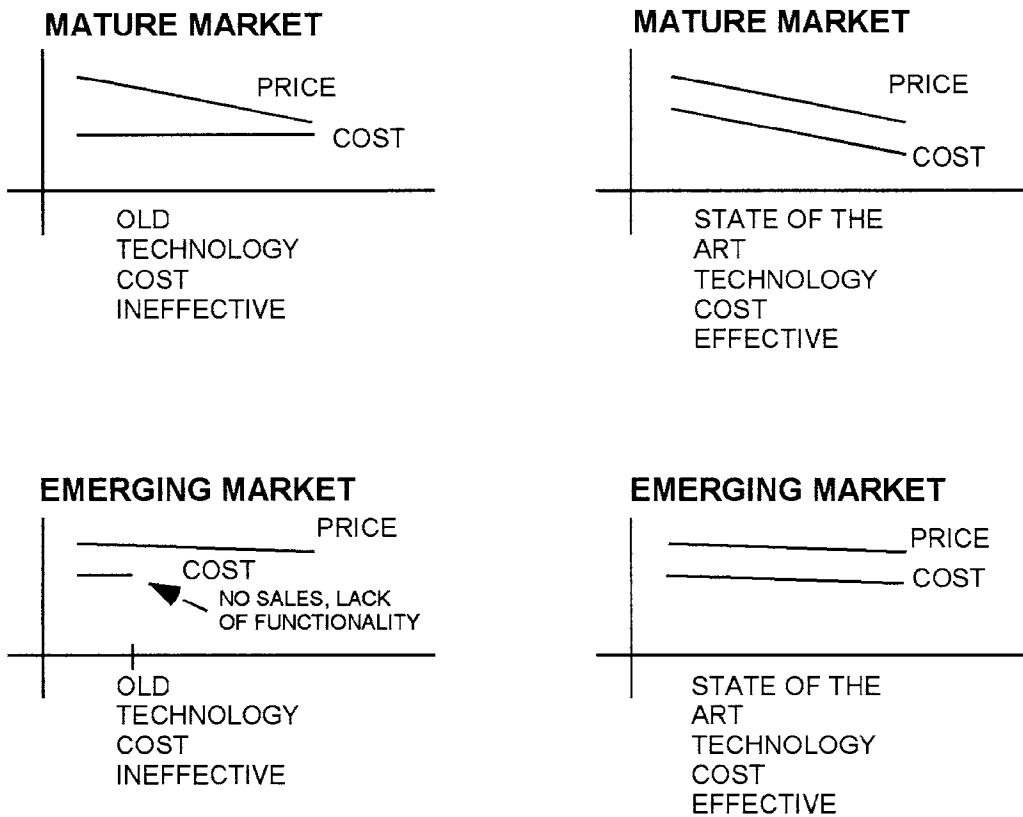 MATURE MARKET
PRICE
COST
OLD
TECHNOLOGY
COST
INEFFECTIVE
MATURE MARKET
PRICE
COST
STATE OF THE
ART
TECHNOLOGY
COST
EFFECTIVE
EMERGING MARKET
PRICE
COST
NO SALES, LACK
OF FUNCTIONALITY
OLD
TECHNOLOGY
COST
INEFFECTIVE
EMERGING MARKET
PRICE
COST
STATE OF THE
ART
TECHNOLOGY
COST
EFFECTIVE